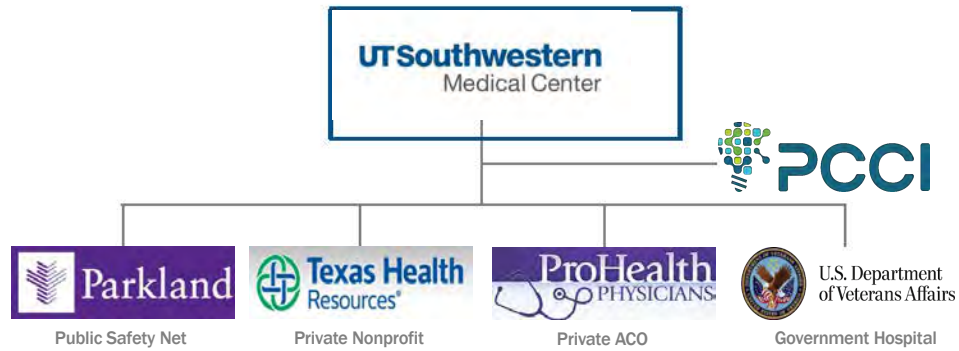 UTSouthwestern
Medical Center
PCCI
Parkland
Texas Health
Resources®
ProHealth
PHYSICIANS
U.S. Department
of Veterans Affairs
Public Safety Net
Private Nonprofit
Private ACO
Government Hospital